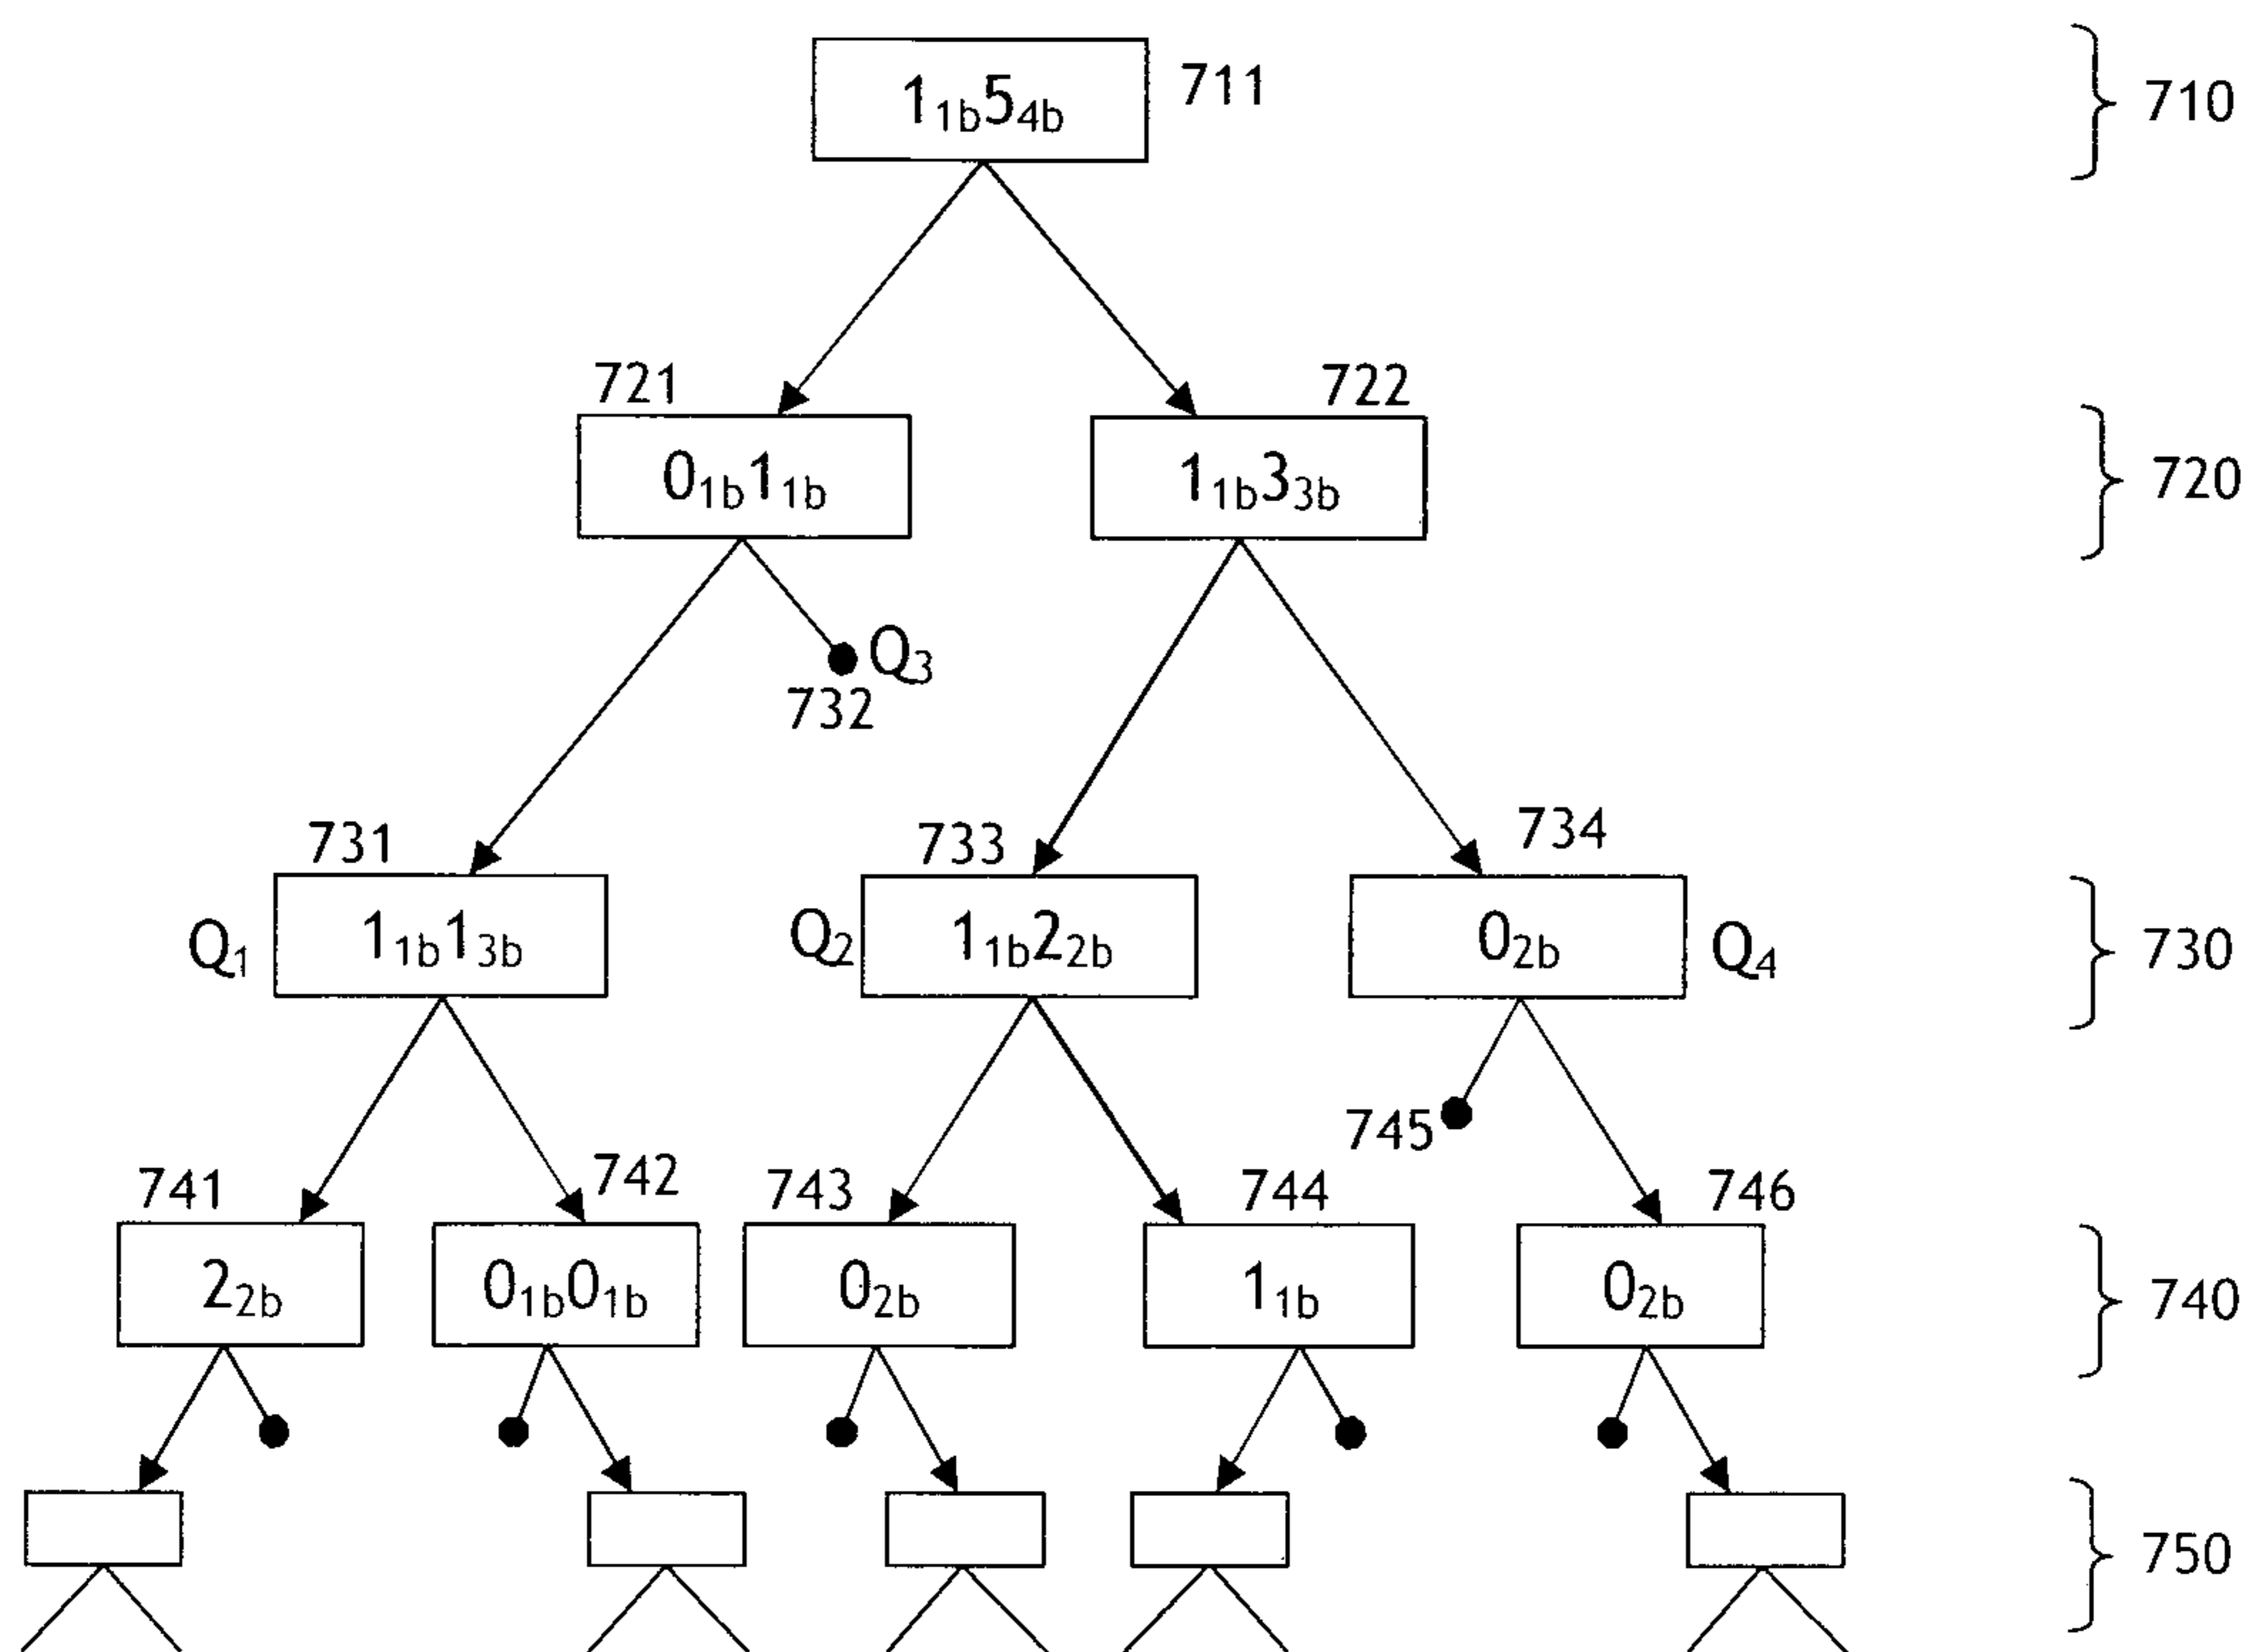 1₁b5₄b 711 710
721 722
0₁b1₁b 1₁b3₃b 720
Q₃
732
731 733 734
Q₁ 1₁b1₃b Q₂ 1₁b2₂b 0₂b Q₄ 730
745
741 742 743 744 746
2₂b 0₁b0₁b 0₂b 1₁b 0₂b 740
750